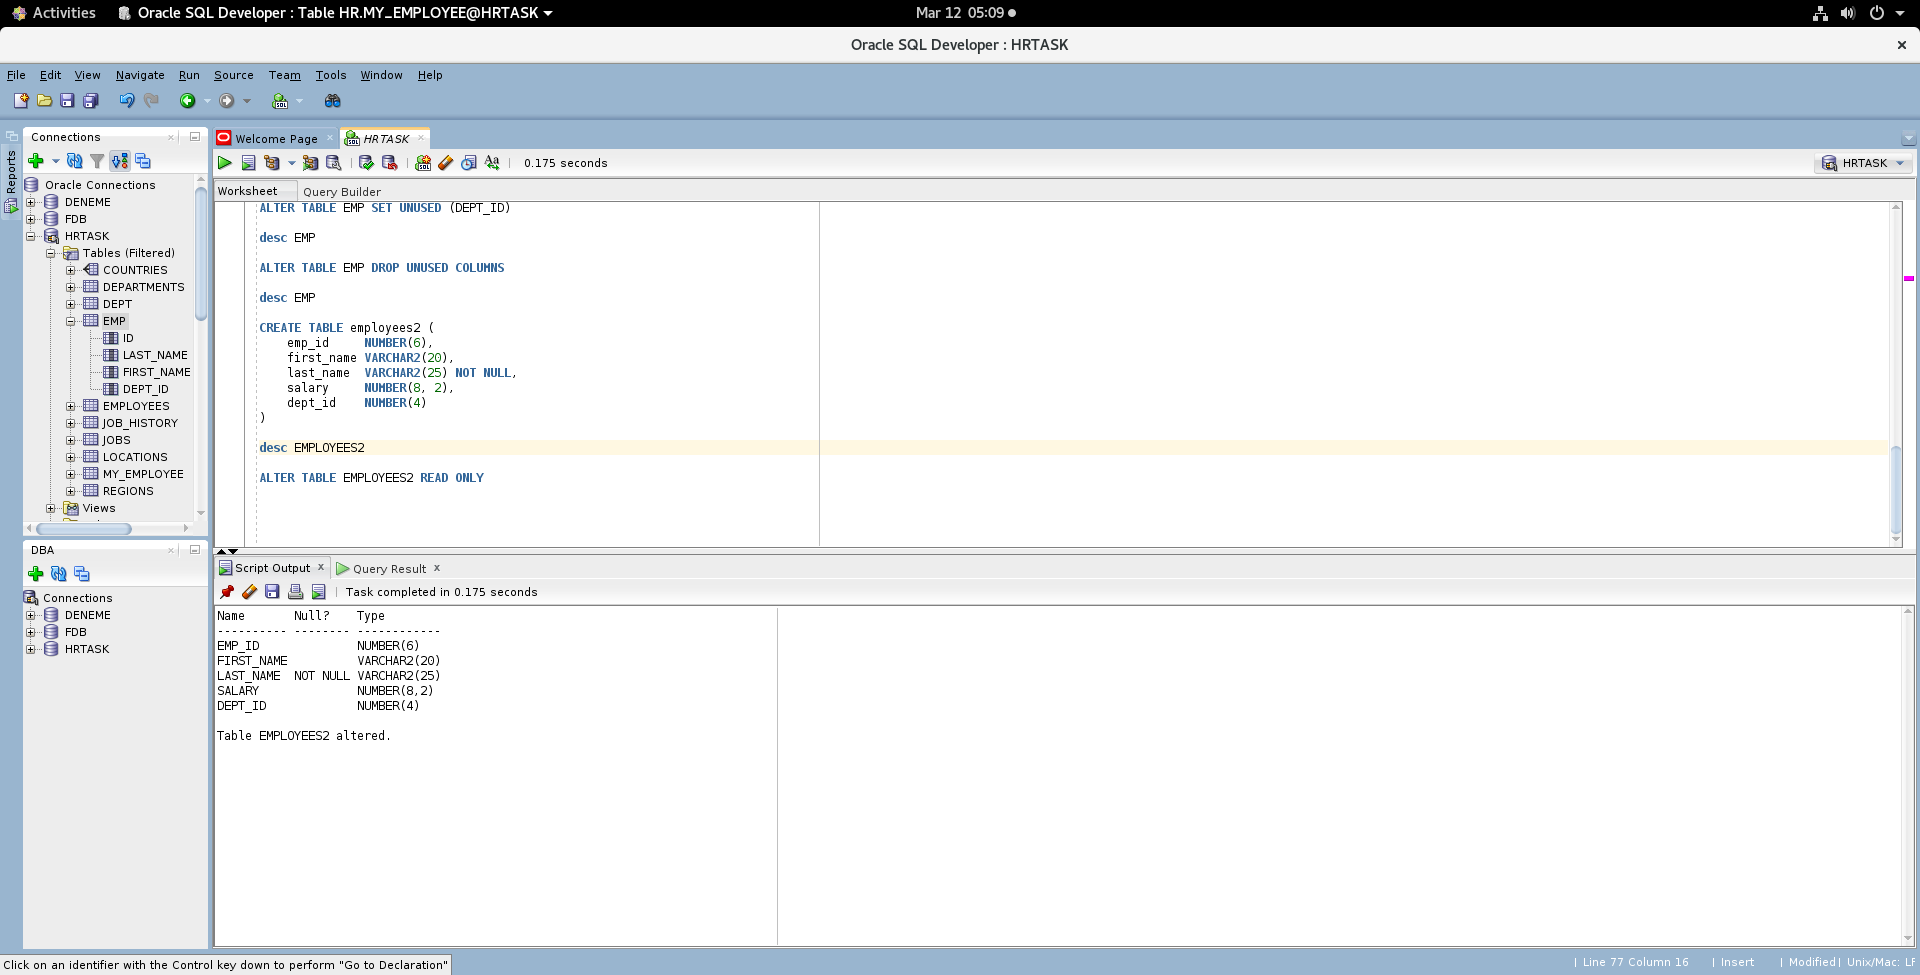 Activities
Oracle SQL Developer : Table HR.MY_EMPLOYEE@HRTASK
Mar 12 05:09
Oracle SQL Developer : HRTASK
File Edit View Navigate Run Source Team Tools Window Help
Reports
Connections
Oracle Connections
DENEME
FDB
HRTASK
Tables (Filtered)
COUNTRIES
DEPARTMENTS
DEPT
EMP
ID
LAST_NAME
FIRST_NAME
DEPT_ID
EMPLOYEES
JOB_HISTORY
JOBS
LOCATIONS
MY_EMPLOYEE
REGIONS
Views
DBA
Connections
DENEME
FDB
HRTASK
Welcome Page
HRTASK
0.175 seconds
HRTASK
Worksheet
Query Builder
ALTER TABLE EMP SET UNUSED (DEPT_ID)
desc EMP
ALTER TABLE EMP DROP UNUSED COLUMNS
desc EMP
CREATE TABLE employees2 (
emp_id NUMBER(6),
first_name VARCHAR2(20),
last_name VARCHAR2(25) NOT NULL,
salary NUMBER(8, 2),
dept_id NUMBER(4)
)
desc EMPLOYEES2
ALTER TABLE EMPLOYEES2 READ ONLY
Script Output x
Query Result x
Task completed in 0.175 seconds
Name Null? Type
---------- -------- ------------
EMP_ID NUMBER(6)
FIRST_NAME VARCHAR2(20)
LAST_NAME NOT NULL VARCHAR2(25)
SALARY NUMBER(8,2)
DEPT_ID NUMBER(4)
Table EMPLOYEES2 altered.
Click on an identifier with the Control key down to perform "Go to Declaration"
| Line 77 Column 16 | Insert | Modified| Unix/Mac: LF